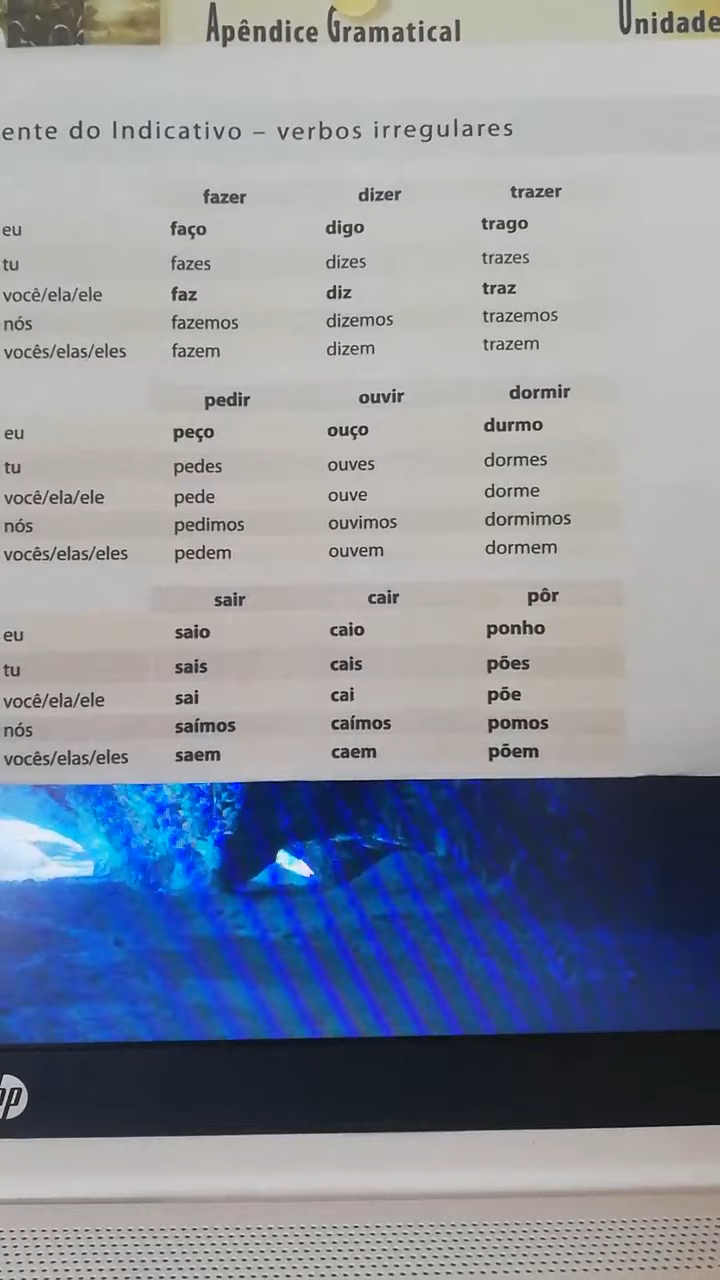 Apêndice Gramatical Unidade
ente do Indicativo – verbos irregulares
fazer dizer trazer
eu faço digo trago
tu fazes dizes trazes
você/ela/ele faz diz traz
nós fazemos dizemos trazemos
vocês/elas/eles fazem dizem trazem
pedir ouvir dormir
eu peço ouço durmo
tu pedes ouves dormes
você/ela/ele pede ouve dorme
nós pedimos ouvimos dormimos
vocês/elas/eles pedem ouvem dormem
sair cair pôr
eu saio caio ponho
tu sais cais pões
você/ela/ele sai cai põe
nós saímos caímos pomos
vocês/elas/eles saem caem põem
hp